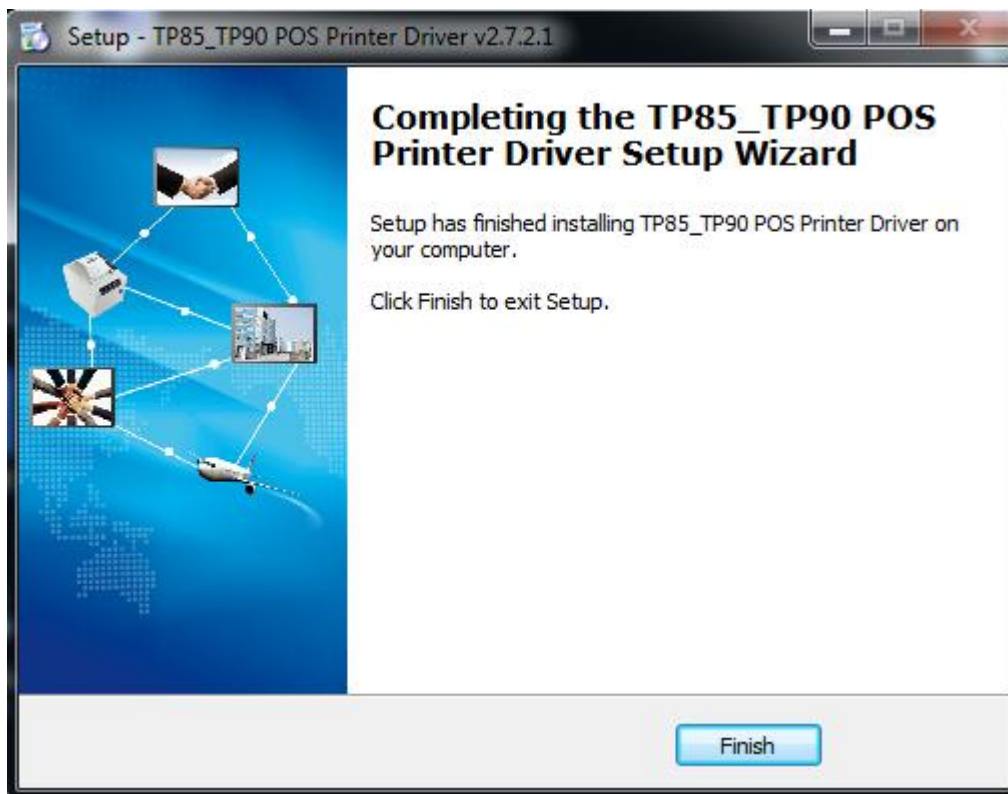 Setup - TP85_TP90 POS Printer Driver v2.7.2.1
Completing the TP85_TP90 POS
Printer Driver Setup Wizard
Setup has finished installing TP85_TP90 POS Printer Driver on
your computer.
Click Finish to exit Setup.
Finish